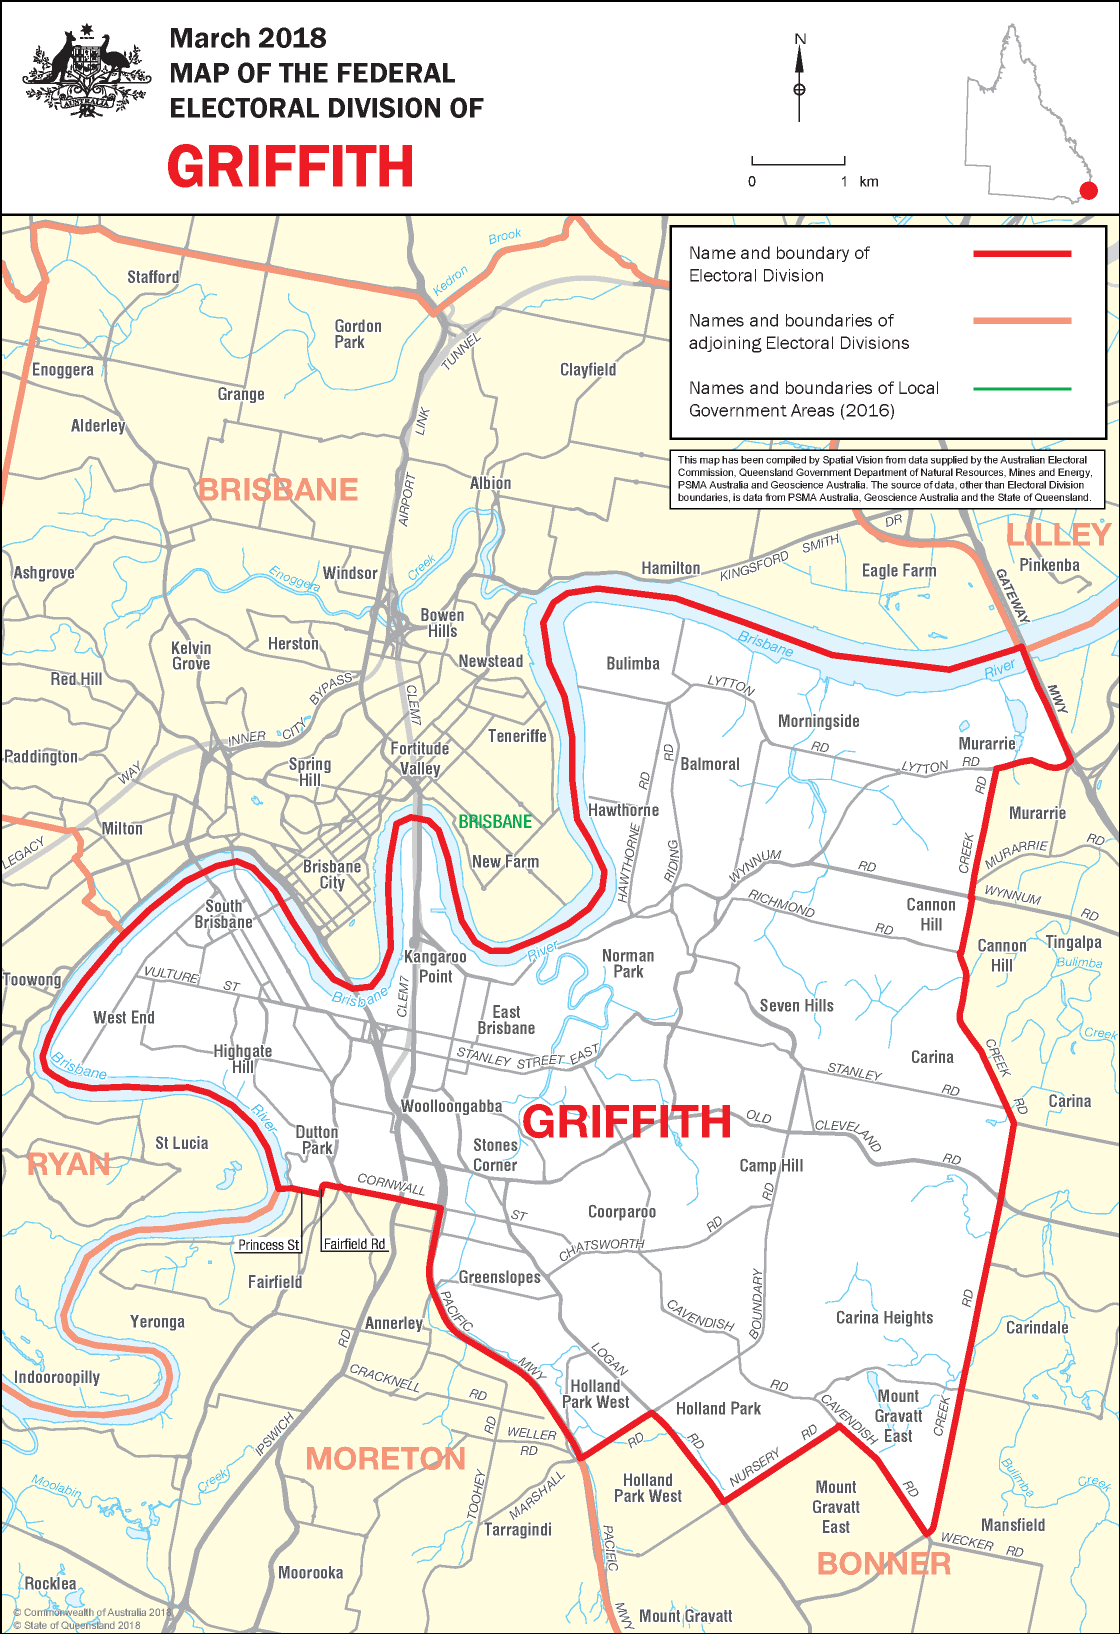 March 2018
MAP OF THE FEDERAL
ELECTORAL DIVISION OF
GRIFFITH
AUSTRALIA
N
0 1 km
Name and boundary of
Electoral Division
Names and boundaries of
adjoining Electoral Divisions
Names and boundaries of Local
Government Areas (2016)
This map has been compiled by Spatial Vision from data supplied by the Australian Electoral
Commission, Queensland Government Department of Natural Resources, Mines and Energy,
PSMA Australia and Geoscience Australia. The source of data, other than Electoral Division
boundaries, is data from PSMA Australia, Geoscience Australia and the State of Queensland.
Kedron Brook
Stafford
Gordon
Park
TUNNEL
Enoggera
Grange
Clayfield
Alderley
LINK
BRISBANE
Albion
AIRPORT
DR
LILLEY
KINGSFORD SMITH
Ashgrove
Enoggera Creek
Windsor
Hamilton
Eagle Farm
Pinkenba
GATEWAY
MWY
Bowen
Hills
Kelvin
Grove
Herston
Newstead
Bulimba
Brisbane River
Red Hill
INNER CITY BYPASS
CLEM7
LYTTON RD
Morningside
Teneriffe
Murarrie
Paddington
Spring
Hill
Fortitude
Valley
WAY
RD
Balmoral
LYTTON RD
HAWTHORNE RD
RIDING RD
Hawthorne
Murarrie
CREEK RD
MURARRIE RD
Milton
BRISBANE
LEGACY
Brisbane
City
New Farm
WYNNUM RD
WYNNUM RD
RICHMOND RD
South
Brisbane
Cannon
Hill
Cannon
Hill
Tingalpa
Bulimba
Creek
River
Kangaroo
Point
Norman
Park
Toowong
VULTURE ST
Brisbane
CLEM7
East
Brisbane
Seven Hills
West End
Highgate
Hill
STANLEY STREET EAST
Carina
STANLEY RD
CREEK RD
Brisbane River
Woolloongabba
GRIFFITH
OLD CLEVELAND RD
Carina
St Lucia
RYAN
Dutton
Park
Stones
Corner
Camp Hill
CORNWALL ST
Coorparoo
CHATSWORTH RD
BOUNDARY RD
Princess St
Fairfield Rd
Fairfield
Greenslopes
PACIFIC MWY
CAVENDISH RD
Carina Heights
RD
Carindale
Yeronga
Annerley
LOGAN RD
Indooroopilly
CRACKNELL RD
Holland
Park West
Holland Park
CAVENDISH RD
Mount
Gravatt
East
CREEK
IPSWICH RD
WELLER RD
RD
NURSERY RD
MORETON
TOOHEY RD
MARSHALL
Moolabin Creek
Holland
Park West
Mount
Gravatt
East
Bulimba Creek
Tarragindi
PACIFIC MWY
Mansfield
WECKER RD
BONNER
Moorooka
Rocklea
Mount Gravatt
© Commonwealth of Australia 2018
© State of Queensland 2018